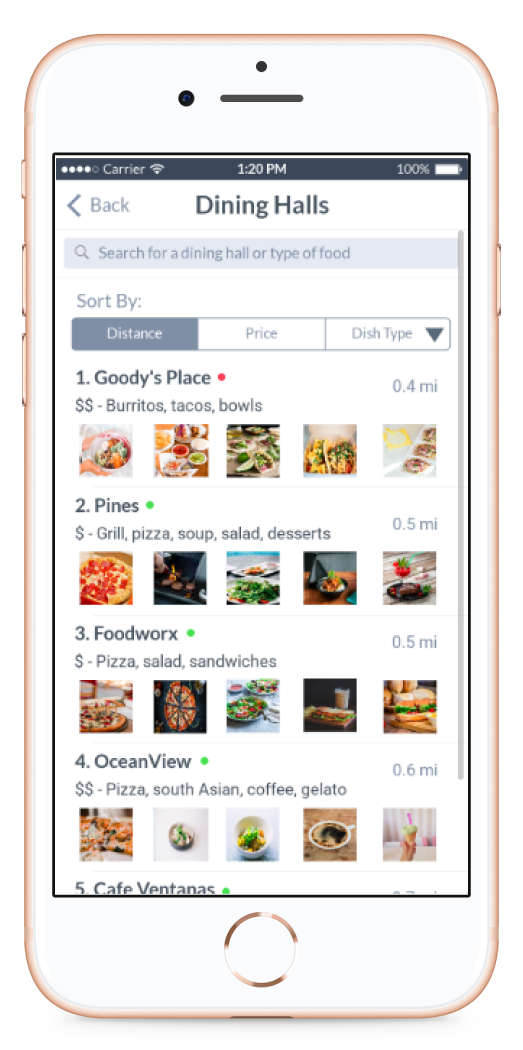 Carrier 1:20 PM 100%
Back Dining Halls
Search for a dining hall or type of food
Sort By:
Distance Price Dish Type
1. Goody's Place
0.4 mi
$$ - Burritos, tacos, bowls
2. Pines
0.5 mi
$ - Grill, pizza, soup, salad, desserts
3. Foodworx
0.5 mi
$ - Pizza, salad, sandwiches
4. OceanView
0.6 mi
$$ - Pizza, south Asian, coffee, gelato
5. Cafe Ventanas